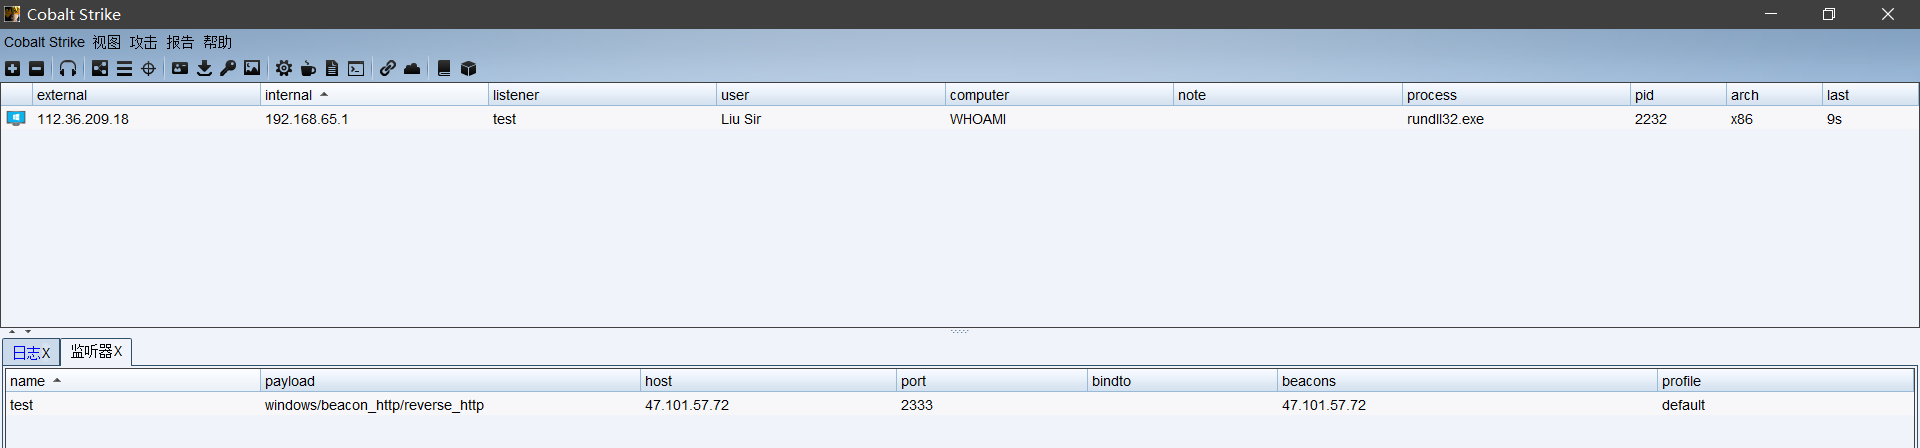 Cobalt Strike
Cobalt Strike 视图 攻击 报告 帮助
external internal listener user computer note process pid arch last
112.36.209.18 192.168.65.1 test Liu Sir WHOAMI rundll32.exe 2232 x86 9s
日志X 监听器X
name payload host port bindto beacons profile
test windows/beacon_http/reverse_http 47.101.57.72 2333 47.101.57.72 default